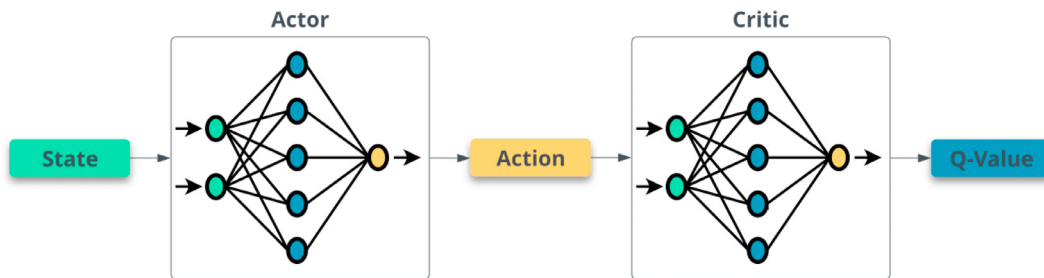 Actor
Critic
State
Action
Q-Value